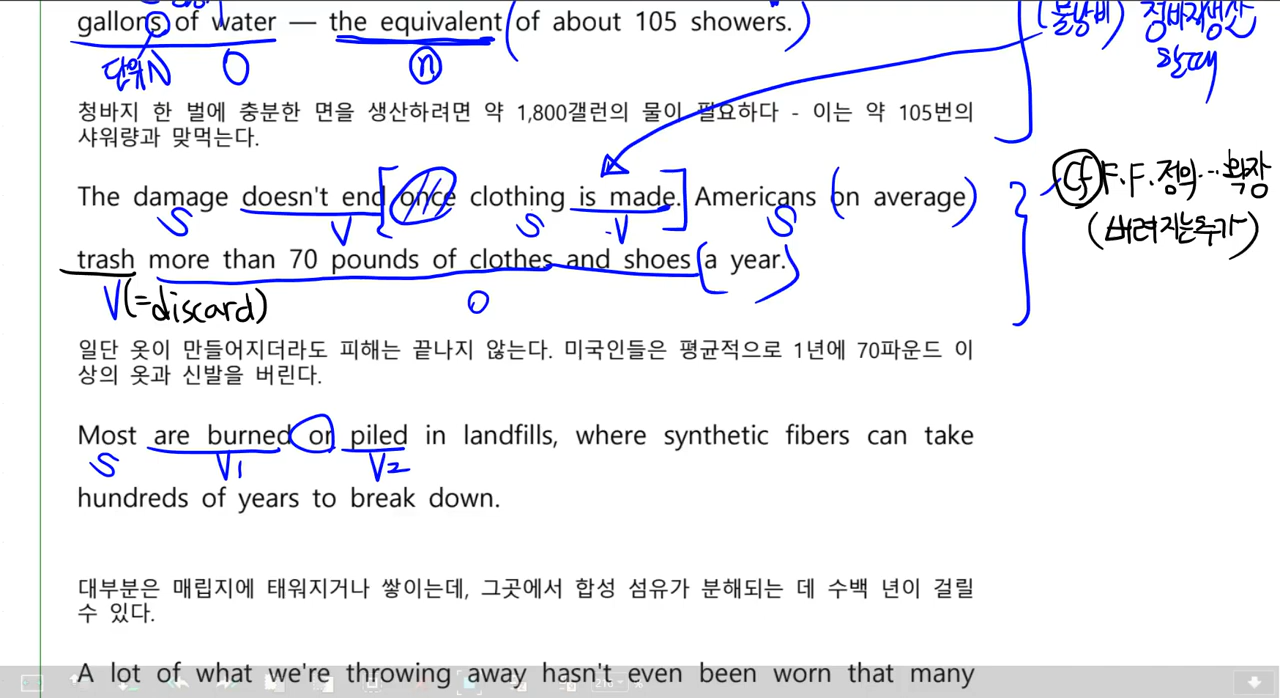 gallons of water — the equivalent (of about 105 showers.)
(물낭비) 청바지생산
할때
단위N O n
청바지 한 벌에 충분한 면을 생산하려면 약 1,800갤런의 물이 필요하다 - 이는 약 105번의
샤워량과 맞먹는다.
The damage doesn't end [once clothing is made.] Americans (on average)
S V S V S
cf F.F.정의…확장
(버려지는추가)
trash more than 70 pounds of clothes and shoes (a year.)
V(=discard) O
일단 옷이 만들어지더라도 피해는 끝나지 않는다. 미국인들은 평균적으로 1년에 70파운드 이
상의 옷과 신발을 버린다.
Most are burned or piled in landfills, where synthetic fibers can take
S V1 V2
hundreds of years to break down.
대부분은 매립지에 태워지거나 쌓이는데, 그곳에서 합성 섬유가 분해되는 데 수백 년이 걸릴
수 있다.
A lot of what we're throwing away hasn't even been worn that many